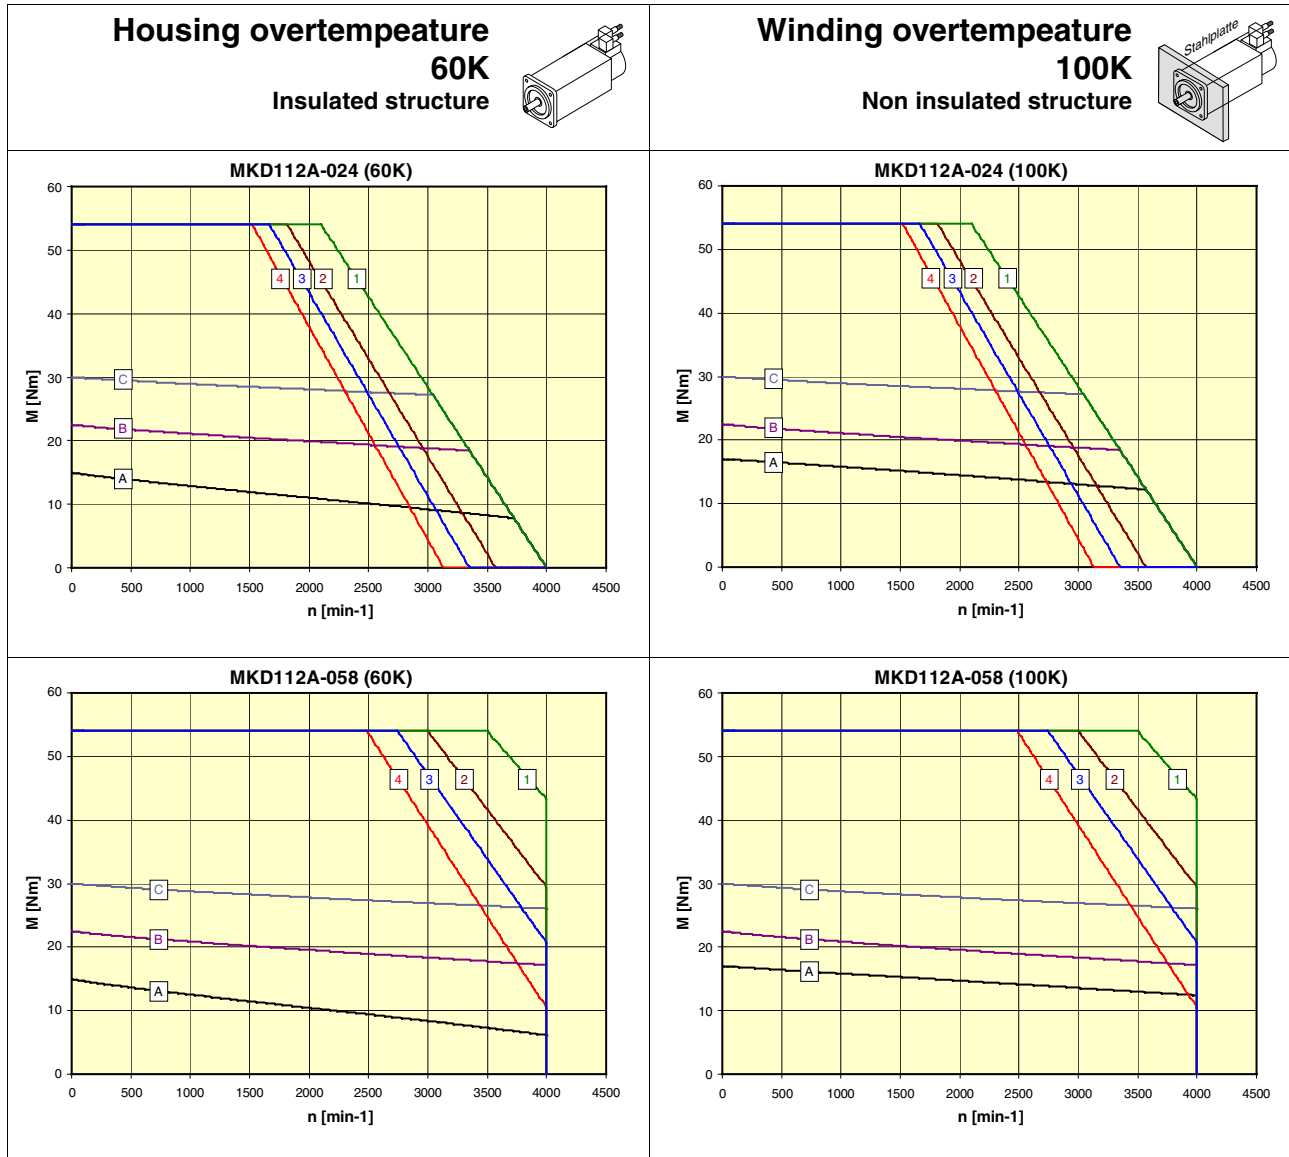 Housing overtempeature
60K
Insulated structure
Winding overtempeature
100K
Non insulated structure
Stahlplatte
MKD112A-024 (60K)
60
50
40
30
20
10
0
M [Nm]
4 3 2 1
C
B
A
0 500 1000 1500 2000 2500 3000 3500 4000 4500
n [min-1]
MKD112A-024 (100K)
60
50
40
30
20
10
0
M [Nm]
4 3 2 1
C
B
A
0 500 1000 1500 2000 2500 3000 3500 4000 4500
n [min-1]
MKD112A-058 (60K)
60
50
40
30
20
10
0
M [Nm]
4 3 2 1
C
B
A
0 500 1000 1500 2000 2500 3000 3500 4000 4500
n [min-1]
MKD112A-058 (100K)
60
50
40
30
20
10
0
M [Nm]
4 3 2 1
C
B
A
0 500 1000 1500 2000 2500 3000 3500 4000 4500
n [min-1]